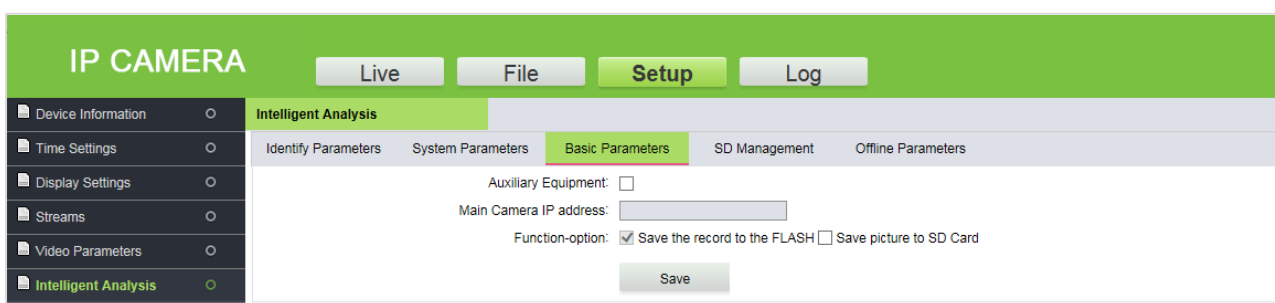 IP CAMERA
Live File Setup Log
Device Information
Time Settings
Display Settings
Streams
Video Parameters
Intelligent Analysis
Intelligent Analysis
Identify Parameters System Parameters Basic Parameters SD Management Offline Parameters
Auxiliary Equipment:
Main Camera IP address:
Function-option: Save the record to the FLASH Save picture to SD Card
Save